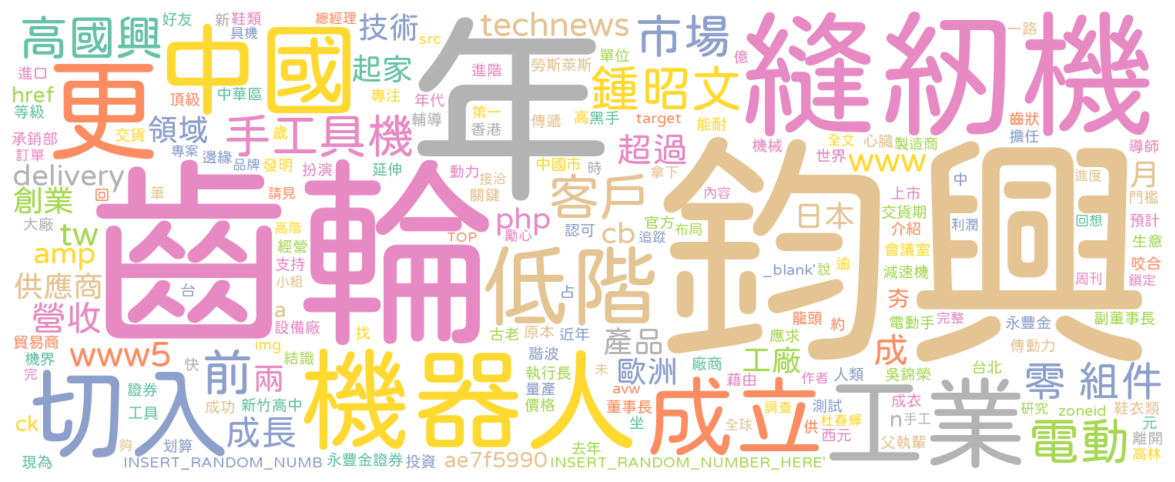 高國興
好友
新
鞋類
具機
總經理
技術
src
technews
市場
單位
億
縫紉機
一路
中國
年
更
進口
href
等級
中華區
頂級
起家
專注
進階
年代
輔導
勞斯萊斯
第一
香港
傳遞
鍾昭文
高
黑手
target
能耐
全文
心臟
製造商
齒狀
擔任
導師
承銷部
訂單
交貨
專案
領域
邊緣
品牌
手工具機
歲
發明
扮演
延伸
動力
接洽
關鍵
中國市
時
超過
拿下
機械
世界
www
delivery
創業
大廠
tw
amp
回
筆
請見
高階
經營
支持
小組
齒輪
TOP
勵心
php
客戶
認可
官方
布局
cb
追蹤
內容
日本
鈞興
上市
交貨期
介紹
中
利潤
進度
回想
月
門檻
預計
生意
咬合
鎖定
周刊
會議室
減速機
_blank'
說
逾
供應商
台
a
設備廠
低階
營收
貿易商
機界
完
www5
前
兩
img
找
結識
古老
原本
近年
占
諧波
執行長
量產
價格
未
產品
歐洲
廠商
應求
工廠
龍頭
約
夯
電動手
完整
永豐金
傳動力
副董事長
成
吳錦榮
台北
零
組件
切入
快
證券
工具
成功
新竹高中
機器人
avw
董事長
坐
去年
成立
藉由
作者
人類
調查
測試
全球
供
杜春輝
西元
成衣
n
手工
父執輩
工業
研究
zoneid
鞋衣類
元
離開
高林
電動
ck
夠
划算
成長
現為
INSERT_RANDOM_NUMB
永豐金證券
投資
ae7f5990
INSERT_RANDOM_NUMBER_HERE'